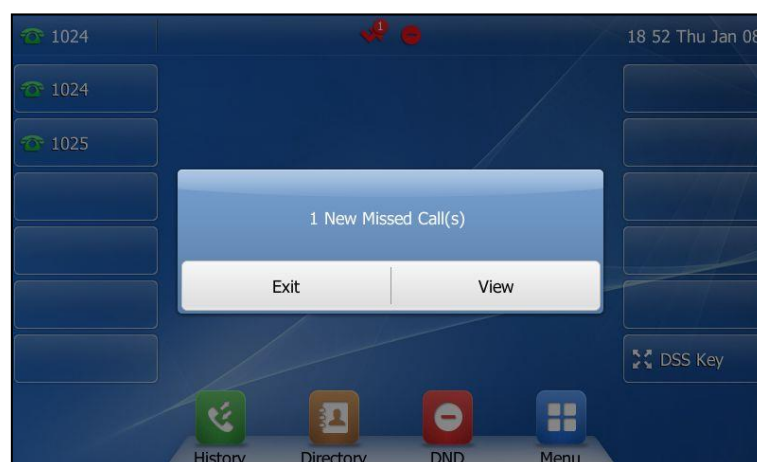 1024
1
18 52 Thu Jan 08
1024
1025
1 New Missed Call(s)
Exit
View
DSS Key
History
Directory
DND
Menu